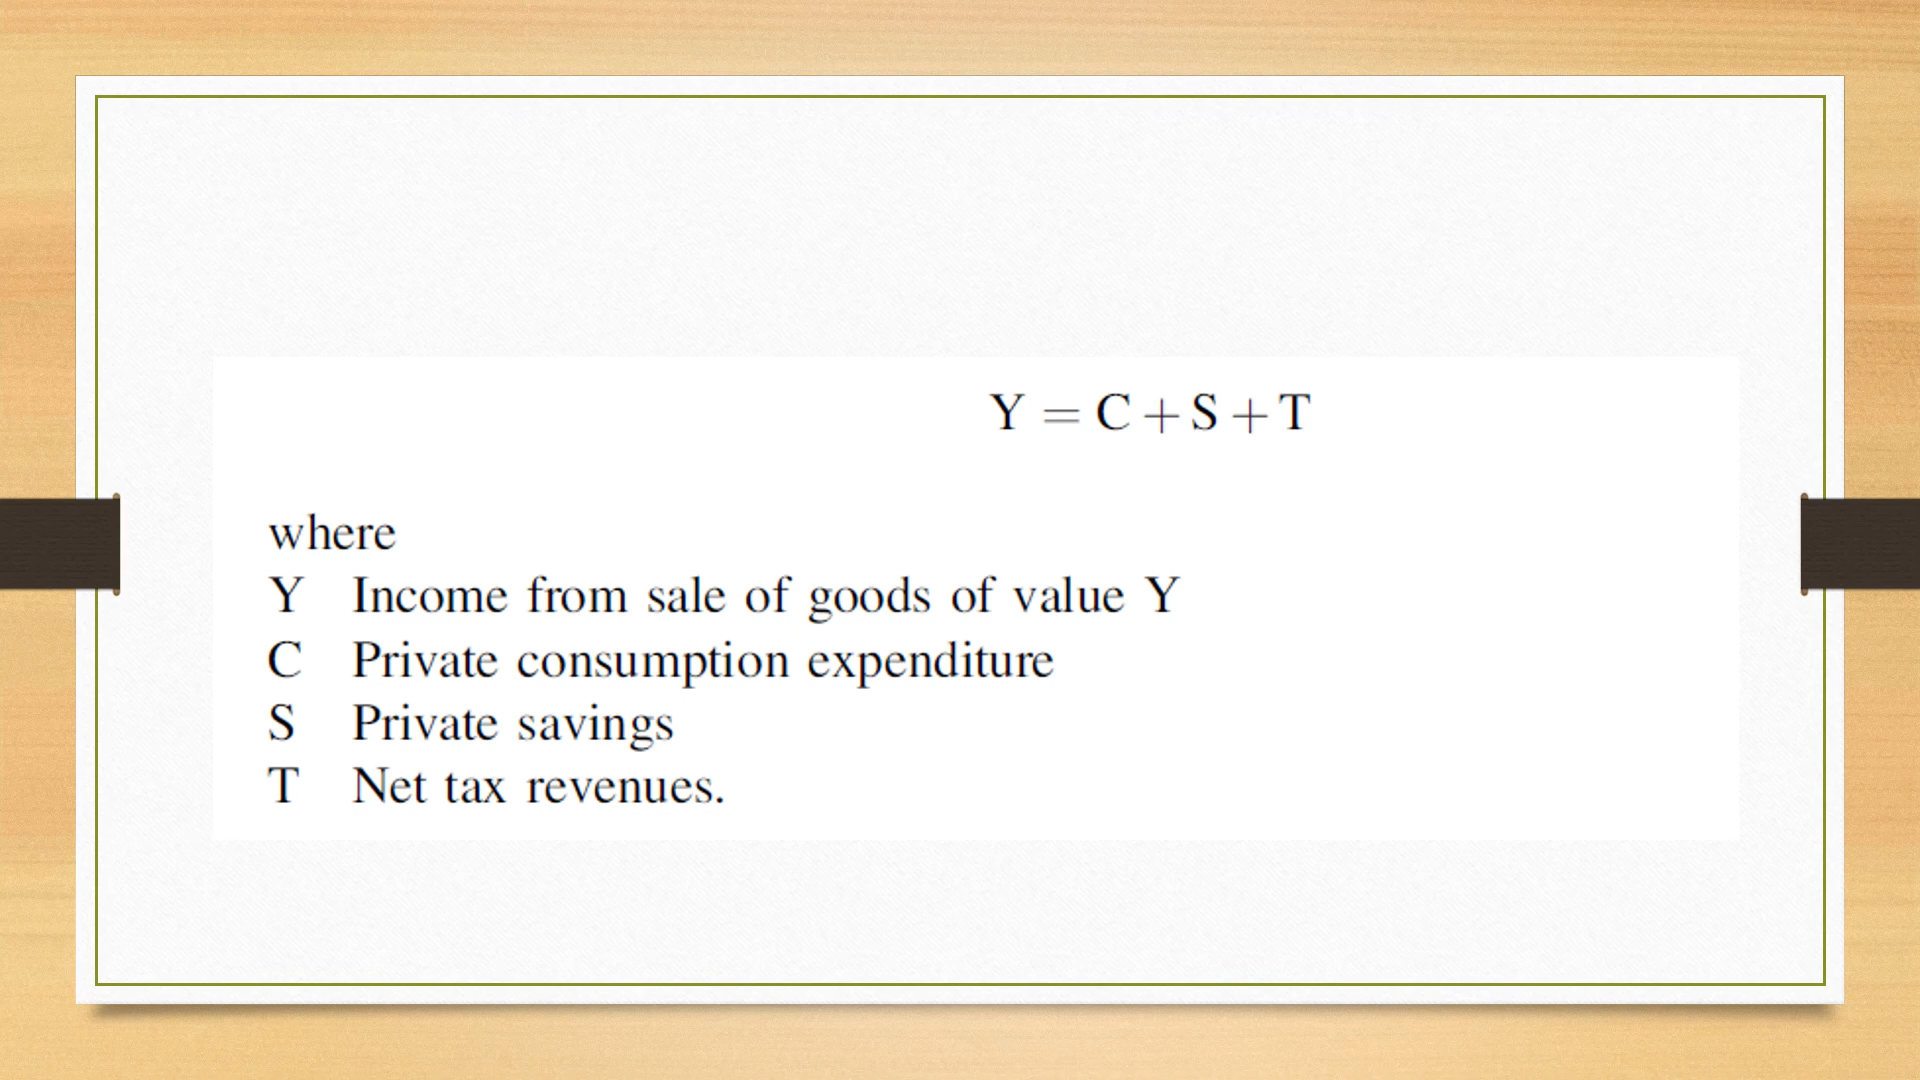 Y = C + S + T
where
Y Income from sale of goods of value Y
C Private consumption expenditure
S Private savings
T Net tax revenues.